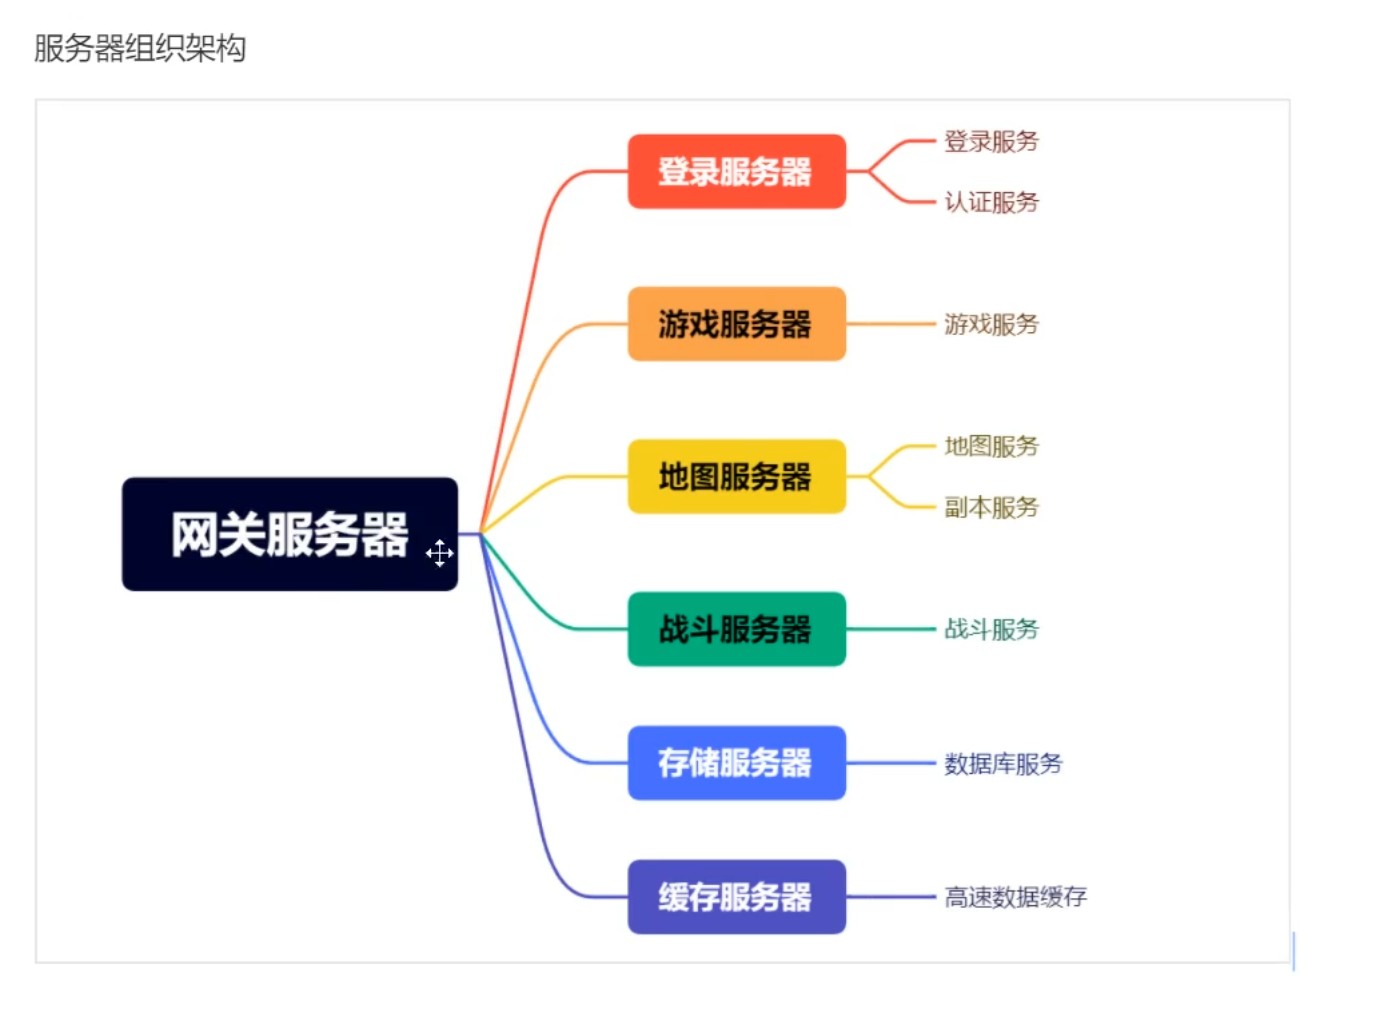 服务器组织架构
网关服务器
登录服务器
登录服务
认证服务
游戏服务器
游戏服务
地图服务器
地图服务
副本服务
战斗服务器
战斗服务
存储服务器
数据库服务
缓存服务器
高速数据缓存